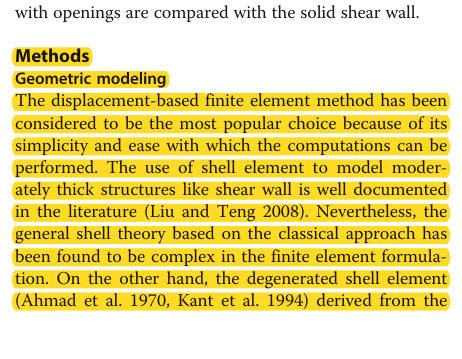 with openings are compared with the solid shear wall.
Methods
Geometric modeling
The displacement-based finite element method has been
considered to be the most popular choice because of its
simplicity and ease with which the computations can be
performed. The use of shell element to model moder-
ately thick structures like shear wall is well documented
in the literature (Liu and Teng 2008). Nevertheless, the
general shell theory based on the classical approach has
been found to be complex in the finite element formula-
tion. On the other hand, the degenerated shell element
(Ahmad et al. 1970, Kant et al. 1994) derived from the